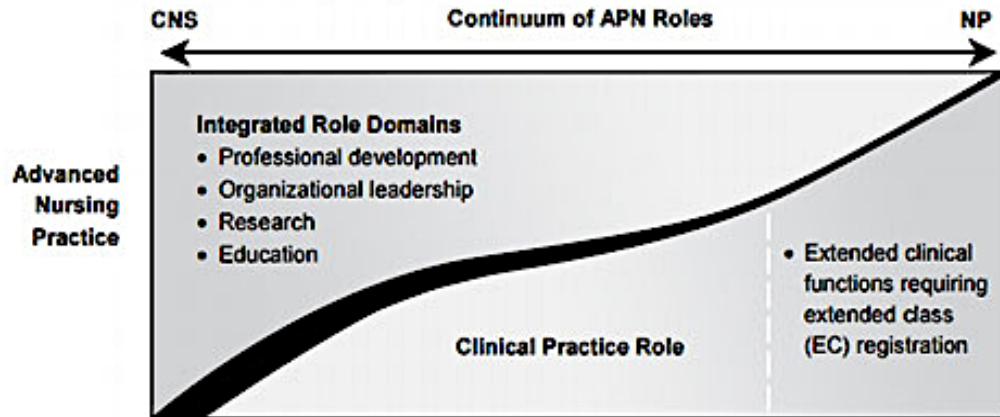 CNS
Continuum of APN Roles
NP
Advanced
Nursing
Practice
Integrated Role Domains
• Professional development
• Organizational leadership
• Research
• Education
Clinical Practice Role
• Extended clinical
functions requiring
extended class
(EC) registration